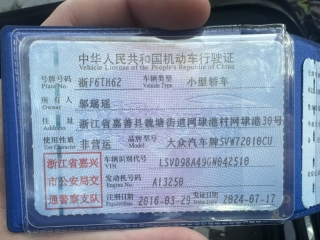 中华人民共和国机动车行驶证
Vehicle License of the People's Republic of China
号牌号码 浙F6TM62 车辆类型 小型轿车
Plate No. Vehicle Type
所有人 邬瑶瑶
Owner
住址 浙江省嘉善县魏塘街道网埭港村网埭港30号
Address
使用性质 非营运 品牌型号 大众汽车牌SVW72010CU
Use Character Model
浙江省嘉兴 车辆识别代号 LSVD98A49GN042510
VIN
市公安局交 发动机号码 A13250
Engine No.
通警察支队 注册日期 2016-03-29 发证日期 2024-07-17
Register Date Issue Date